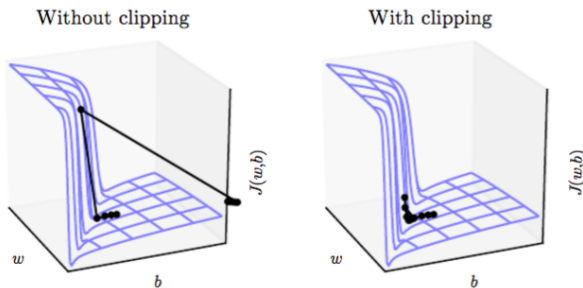 Without clipping
With clipping
J(w,b)
J(w,b)
w
b
w
b